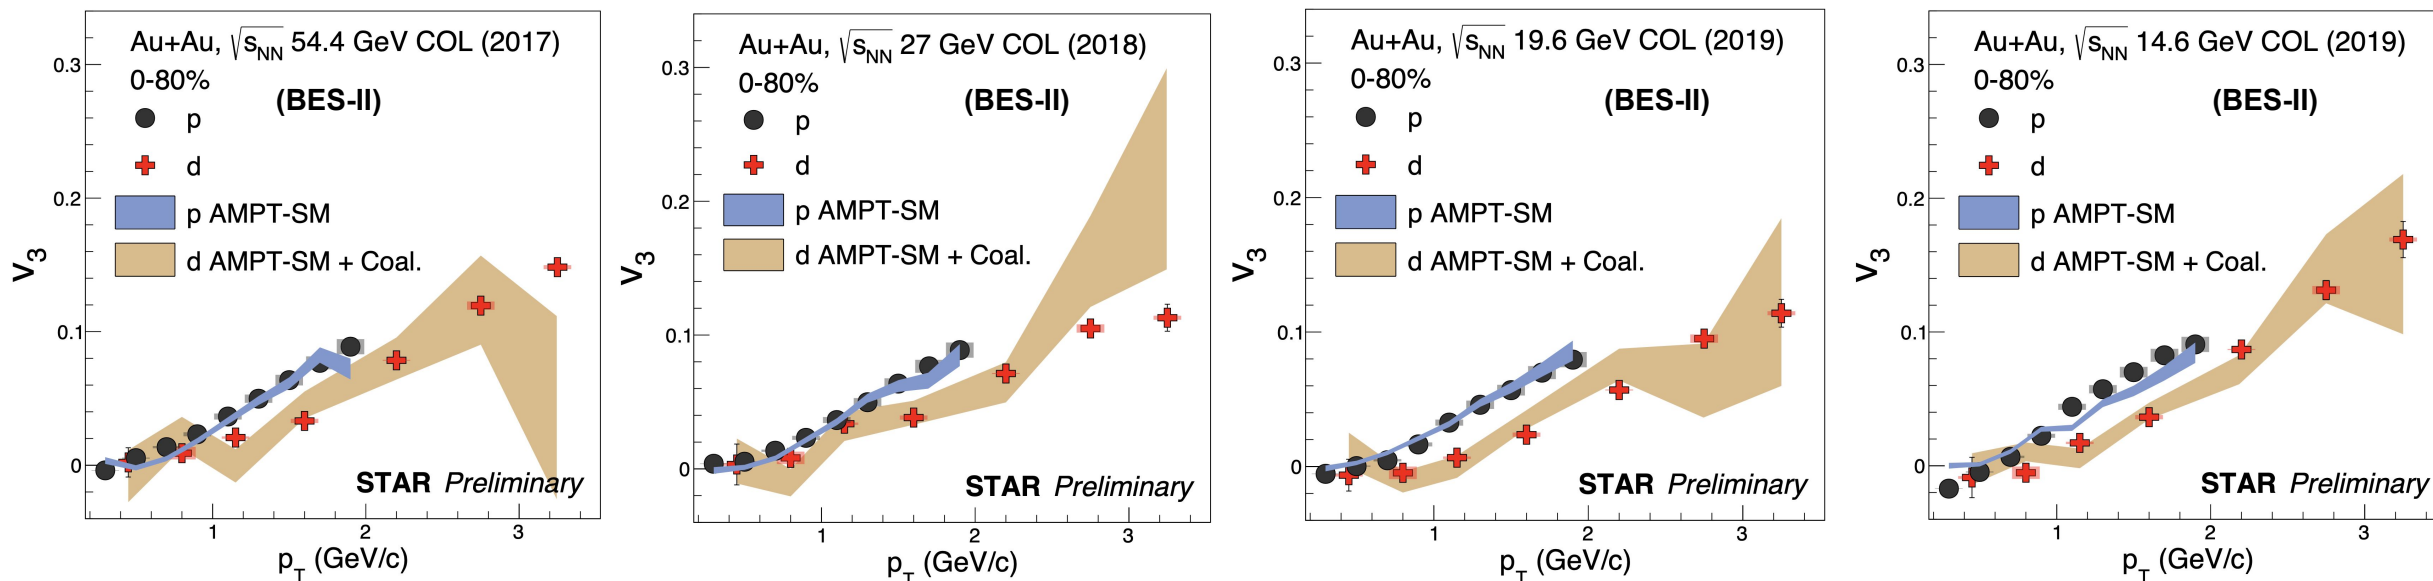 Au+Au, √sNN 54.4 GeV COL (2017)
0-80%
(BES-II)
p
d
p AMPT-SM
d AMPT-SM + Coal.
STAR Preliminary
0.3
0.2
0.1
0
v3
1 2 3
pT (GeV/c)
Au+Au, √sNN 27 GeV COL (2018)
0-80%
(BES-II)
p
d
p AMPT-SM
d AMPT-SM + Coal.
STAR Preliminary
0.3
0.2
0.1
0
v3
1 2 3
pT (GeV/c)
Au+Au, √sNN 19.6 GeV COL (2019)
0-80%
(BES-II)
p
d
p AMPT-SM
d AMPT-SM + Coal.
STAR Preliminary
0.3
0.2
0.1
0
v3
1 2 3
pT (GeV/c)
Au+Au, √sNN 14.6 GeV COL (2019)
0-80%
(BES-II)
p
d
p AMPT-SM
d AMPT-SM + Coal.
STAR Preliminary
0.3
0.2
0.1
0
v3
1 2 3
pT (GeV/c)